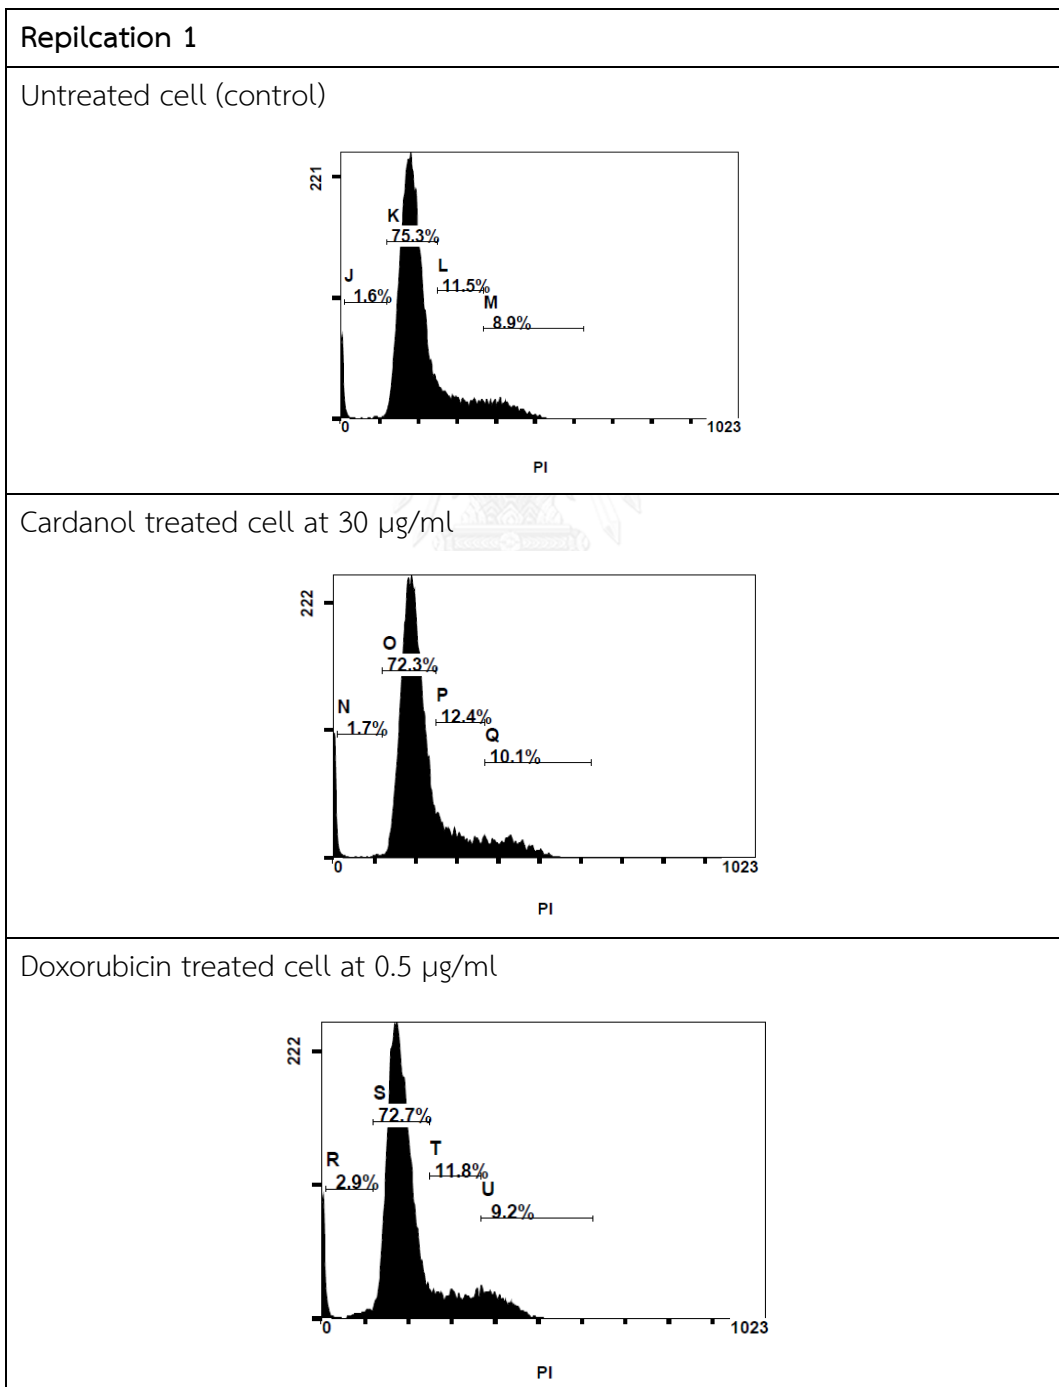 Repilcation 1
Untreated cell (control)
221
K
75.3%
J
1.6%
L
11.5%
M
8.9%
0
1023
PI
Cardanol treated cell at 30 µg/ml
222
O
72.3%
N
1.7%
P
12.4%
Q
10.1%
0
1023
PI
Doxorubicin treated cell at 0.5 µg/ml
222
S
72.7%
R
2.9%
T
11.8%
U
9.2%
0
1023
PI